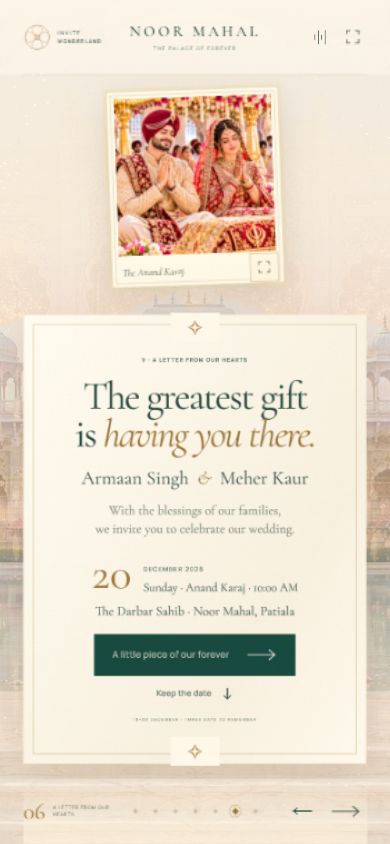 INVITE
WONDERLAND
NOOR MAHAL
THE PALACE OF FOREVER
The Anand Karaj
A LETTER FROM OUR HEARTS
The greatest gift
is having you there.
Armaan Singh & Meher Kaur
With the blessings of our families,
we invite you to celebrate our wedding.
20
DECEMBER 2026
Sunday · Anand Karaj · 10:00 AM
The Darbar Sahib · Noor Mahal, Patiala
A little piece of our forever
Keep the date
06
A LETTER FROM OUR
HEARTS